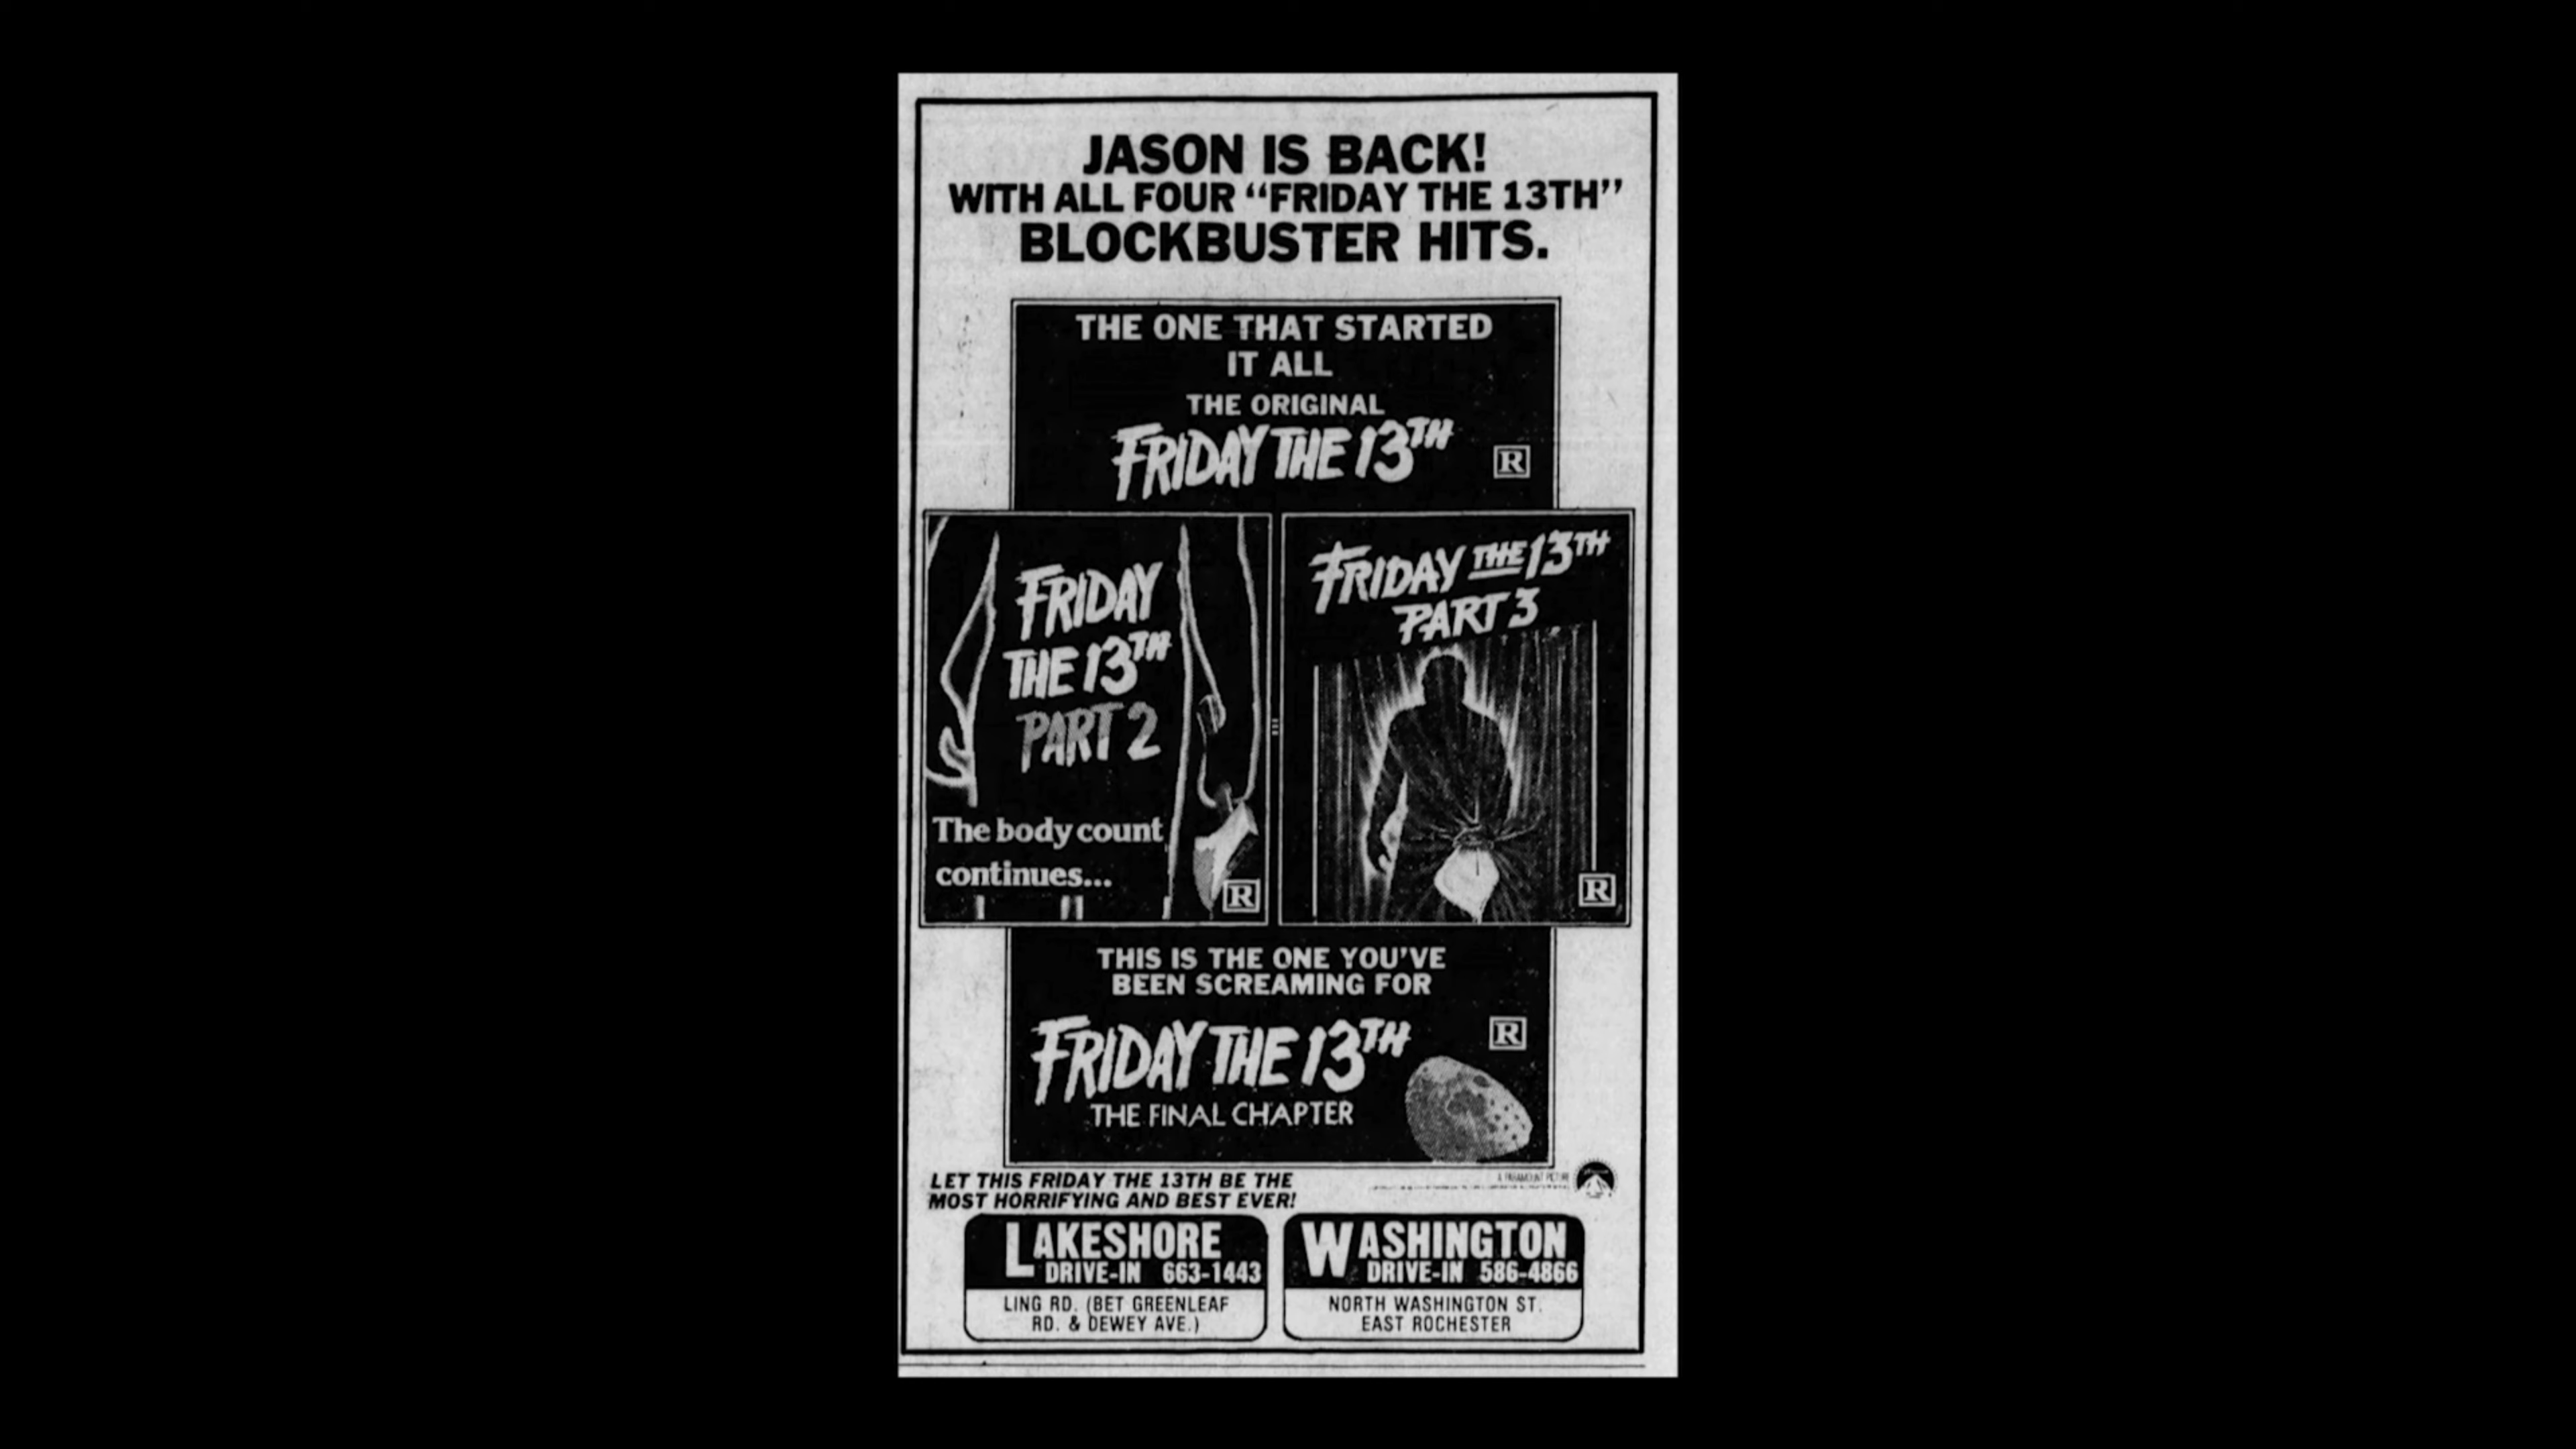 JASON IS BACK!
WITH ALL FOUR "FRIDAY THE 13TH"
BLOCKBUSTER HITS.
THE ONE THAT STARTED
IT ALL
THE ORIGINAL
FRIDAY THE 13TH
R
FRIDAY
THE 13TH
PART 2
The body count
continues...
R
FRIDAY THE 13TH
PART 3
R
THIS IS THE ONE YOU'VE
BEEN SCREAMING FOR
R
FRIDAY THE 13TH
THE FINAL CHAPTER
LET THIS FRIDAY THE 13TH BE THE
MOST HORRIFYING AND BEST EVER!
A PARAMOUNT PICTURE
LAKESHORE
DRIVE-IN 663-1443
LING RD. (BET GREENLEAF
RD. & DEWEY AVE.)
WASHINGTON
DRIVE-IN 586-4866
NORTH WASHINGTON ST.
EAST ROCHESTER